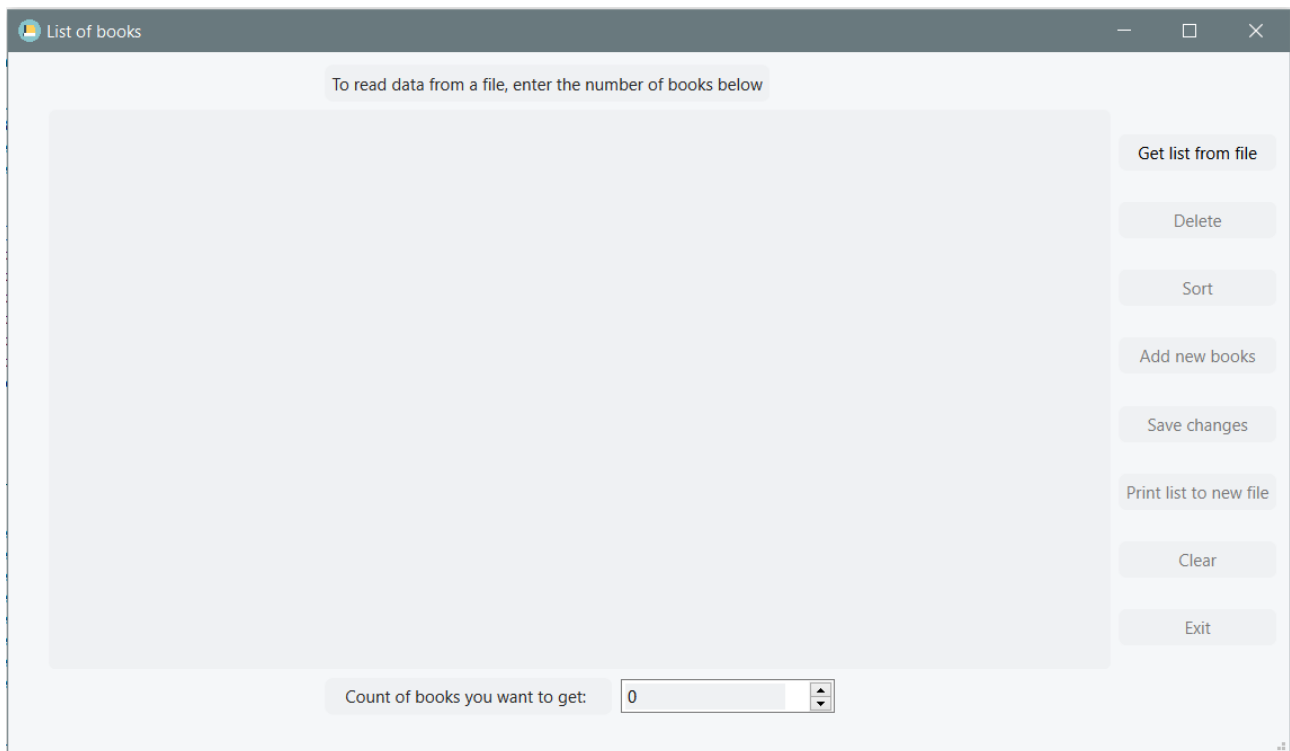 List of books
To read data from a file, enter the number of books below
Get list from file
Delete
Sort
Add new books
Save changes
Print list to new file
Clear
Exit
Count of books you want to get: 0